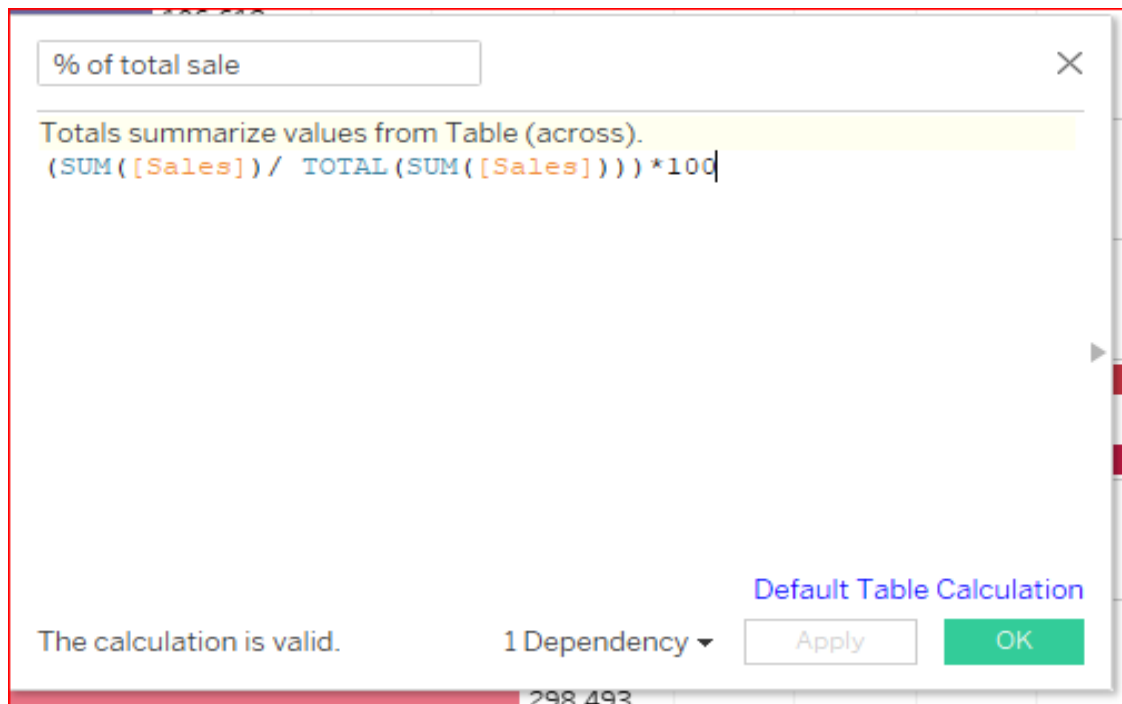 % of total sale
Totals summarize values from Table (across).
(SUM([Sales])/ TOTAL(SUM([Sales])))*100
Default Table Calculation
The calculation is valid.
1 Dependency
Apply
OK
298,493